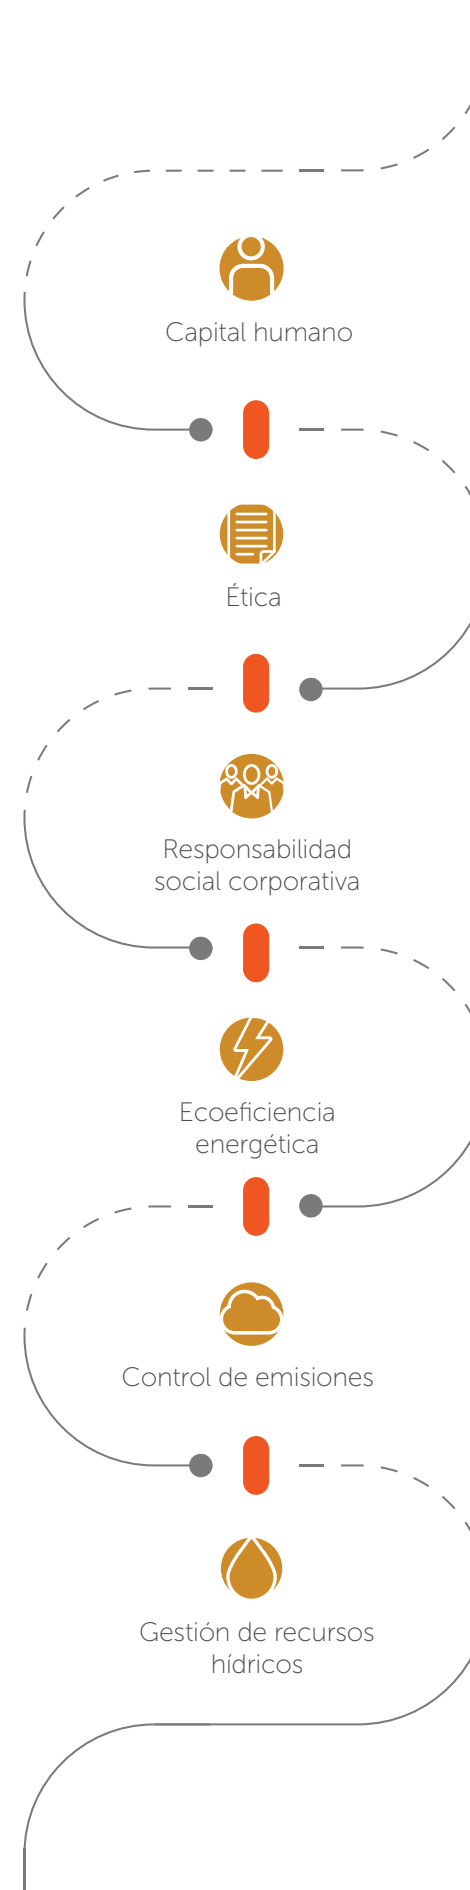 Capital humano
Ética
Responsabilidad
social corporativa
Ecoeficiencia
energética
Control de emisiones
Gestión de recursos
hídricos